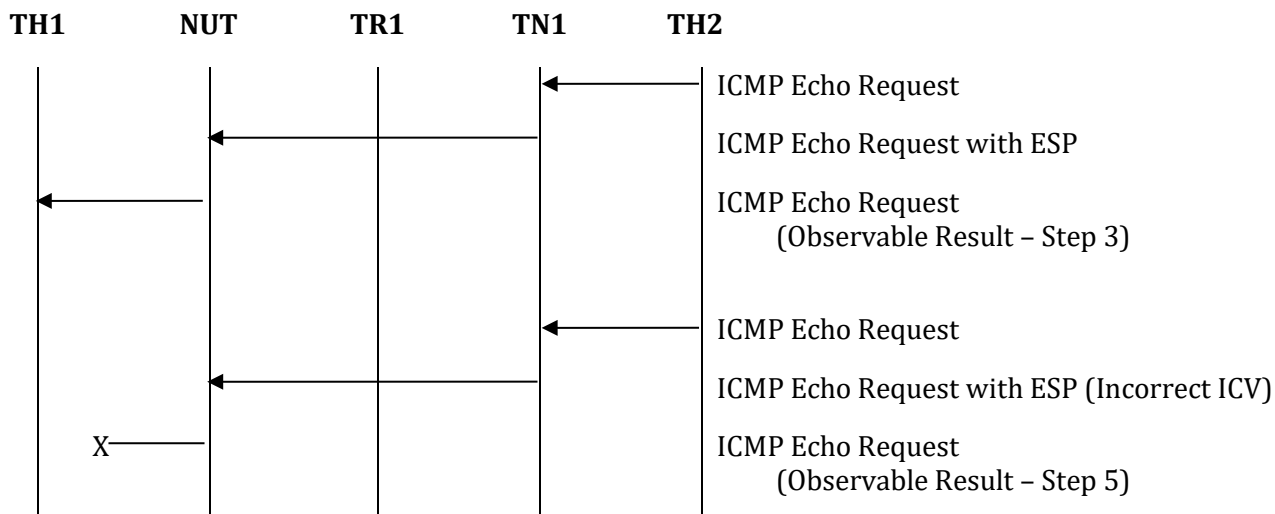 TH1 NUT TR1 TN1 TH2
ICMP Echo Request
ICMP Echo Request with ESP
ICMP Echo Request
(Observable Result – Step 3)
ICMP Echo Request
ICMP Echo Request with ESP (Incorrect ICV)
X ICMP Echo Request
(Observable Result – Step 5)